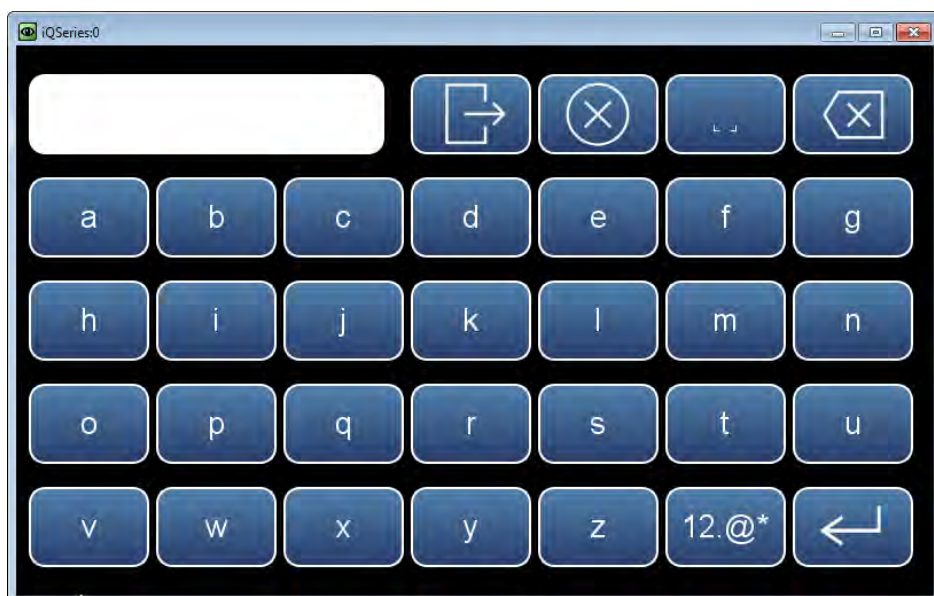 iQSeries:0
a b c d e f g
h i j k l m n
o p q r s t u
v w x y z 12.@*